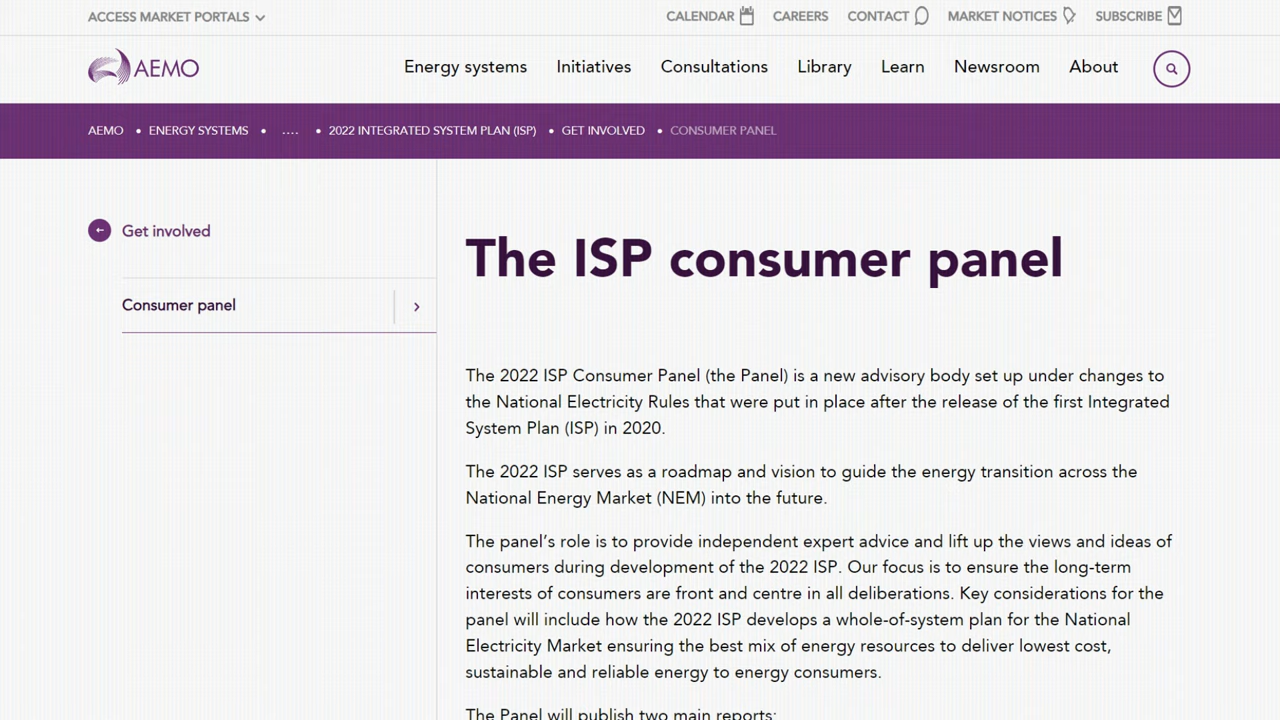 ACCESS MARKET PORTALS
CALENDAR CAREERS CONTACT MARKET NOTICES SUBSCRIBE
AEMO
Energy systems Initiatives Consultations Library Learn Newsroom About
AEMO • ENERGY SYSTEMS • .... • 2022 INTEGRATED SYSTEM PLAN (ISP) • GET INVOLVED • CONSUMER PANEL
Get involved
Consumer panel
The ISP consumer panel
The 2022 ISP Consumer Panel (the Panel) is a new advisory body set up under changes to
the National Electricity Rules that were put in place after the release of the first Integrated
System Plan (ISP) in 2020.
The 2022 ISP serves as a roadmap and vision to guide the energy transition across the
National Energy Market (NEM) into the future.
The panel's role is to provide independent expert advice and lift up the views and ideas of
consumers during development of the 2022 ISP. Our focus is to ensure the long-term
interests of consumers are front and centre in all deliberations. Key considerations for the
panel will include how the 2022 ISP develops a whole-of-system plan for the National
Electricity Market ensuring the best mix of energy resources to deliver lowest cost,
sustainable and reliable energy to energy consumers.
The Panel will publish two main reports: